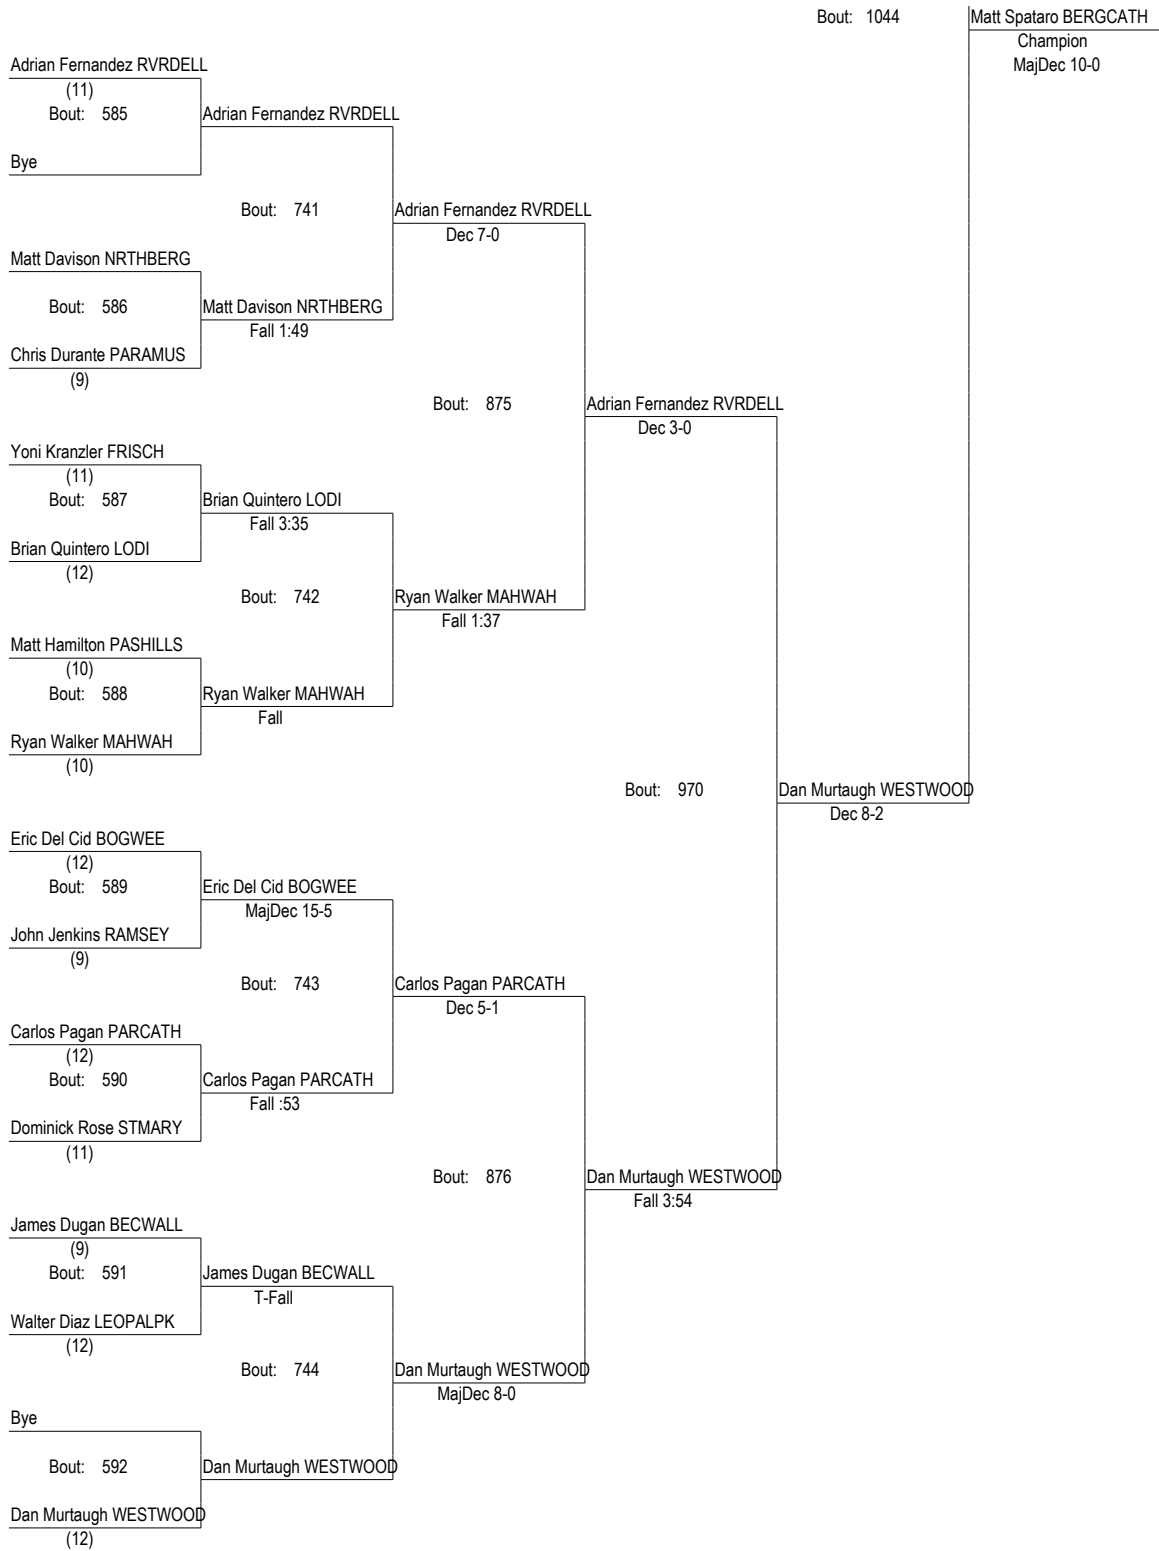 Bout: 1044
Matt Spataro BERGCATH
Champion
MajDec 10-0
Adrian Fernandez RVRDELL
(11)
Bout: 585
Adrian Fernandez RVRDELL
Bye
Bout: 741
Adrian Fernandez RVRDELL
Dec 7-0
Matt Davison NRTHBERG
Bout: 586
Matt Davison NRTHBERG
Fall 1:49
Chris Durante PARAMUS
(9)
Bout: 875
Adrian Fernandez RVRDELL
Dec 3-0
Yoni Kranzler FRISCH
(11)
Bout: 587
Brian Quintero LODI
Fall 3:35
Brian Quintero LODI
(12)
Bout: 742
Ryan Walker MAHWAH
Fall 1:37
Matt Hamilton PASHILLS
(10)
Bout: 588
Ryan Walker MAHWAH
Fall
Ryan Walker MAHWAH
(10)
Bout: 970
Dan Murtaugh WESTWOOD
Dec 8-2
Eric Del Cid BOGWEE
(12)
Bout: 589
Eric Del Cid BOGWEE
MajDec 15-5
John Jenkins RAMSEY
(9)
Bout: 743
Carlos Pagan PARCATH
Dec 5-1
Carlos Pagan PARCATH
(12)
Bout: 590
Carlos Pagan PARCATH
Fall :53
Dominick Rose STMARY
(11)
Bout: 876
Dan Murtaugh WESTWOOD
Fall 3:54
James Dugan BECWALL
(9)
Bout: 591
James Dugan BECWALL
T-Fall
Walter Diaz LEOPALPK
(12)
Bout: 744
Dan Murtaugh WESTWOOD
MajDec 8-0
Bye
Bout: 592
Dan Murtaugh WESTWOOD
Dan Murtaugh WESTWOOD
(12)